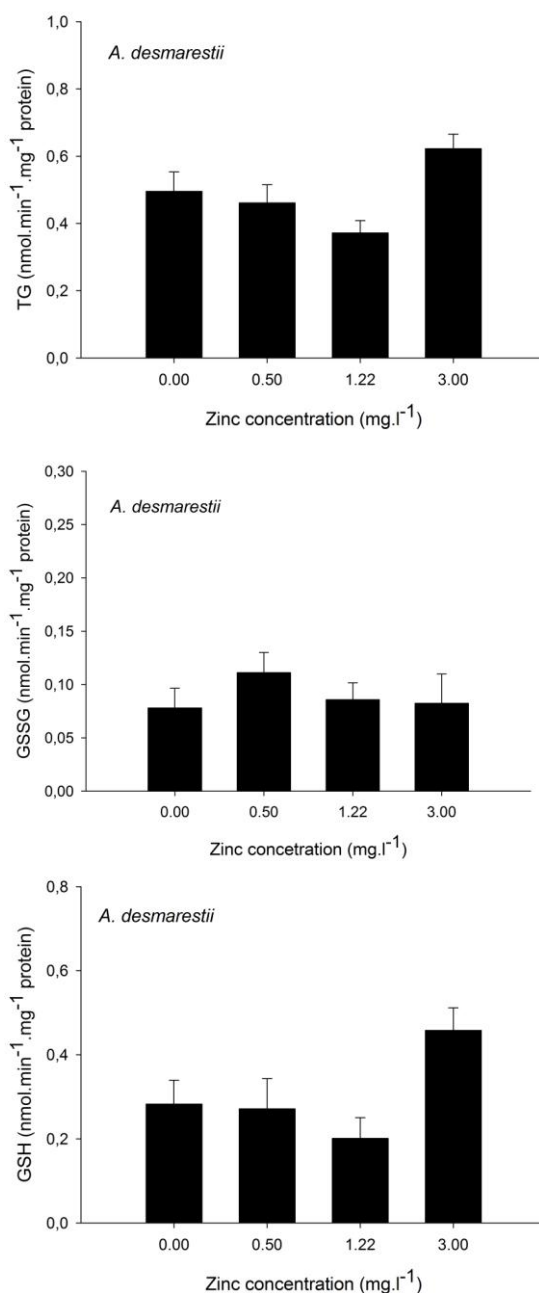 1,0
A. desmarestii
0,8
0,6
0,4
0,2
0,0
TG (nmol.min⁻¹.mg⁻¹ protein)
0.00 0.50 1.22 3.00
Zinc concentration (mg.l⁻¹)
0,30
A. desmarestii
0,25
0,20
0,15
0,10
0,05
0,00
GSSG (nmol.min⁻¹.mg⁻¹ protein)
0.00 0.50 1.22 3.00
Zinc concetration (mg.l⁻¹)
0,8
A. desmarestii
0,6
0,4
0,2
0,0
GSH (nmol.min⁻¹.mg⁻¹ protein)
0.00 0.50 1.22 3.00
Zinc concentration (mg.l⁻¹)